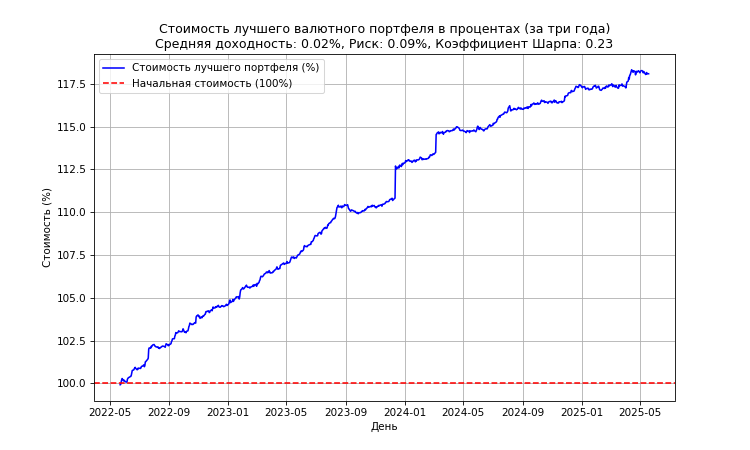 Стоимость лучшего валютного портфеля в процентах (за три года)
Средняя доходность: 0.02%, Риск: 0.09%, Коэффициент Шарпа: 0.23
Стоимость лучшего портфеля (%)
Начальная стоимость (100%)
Стоимость (%)
117.5
115.0
112.5
110.0
107.5
105.0
102.5
100.0
2022-05 2022-09 2023-01 2023-05 2023-09 2024-01 2024-05 2024-09 2025-01 2025-05
День